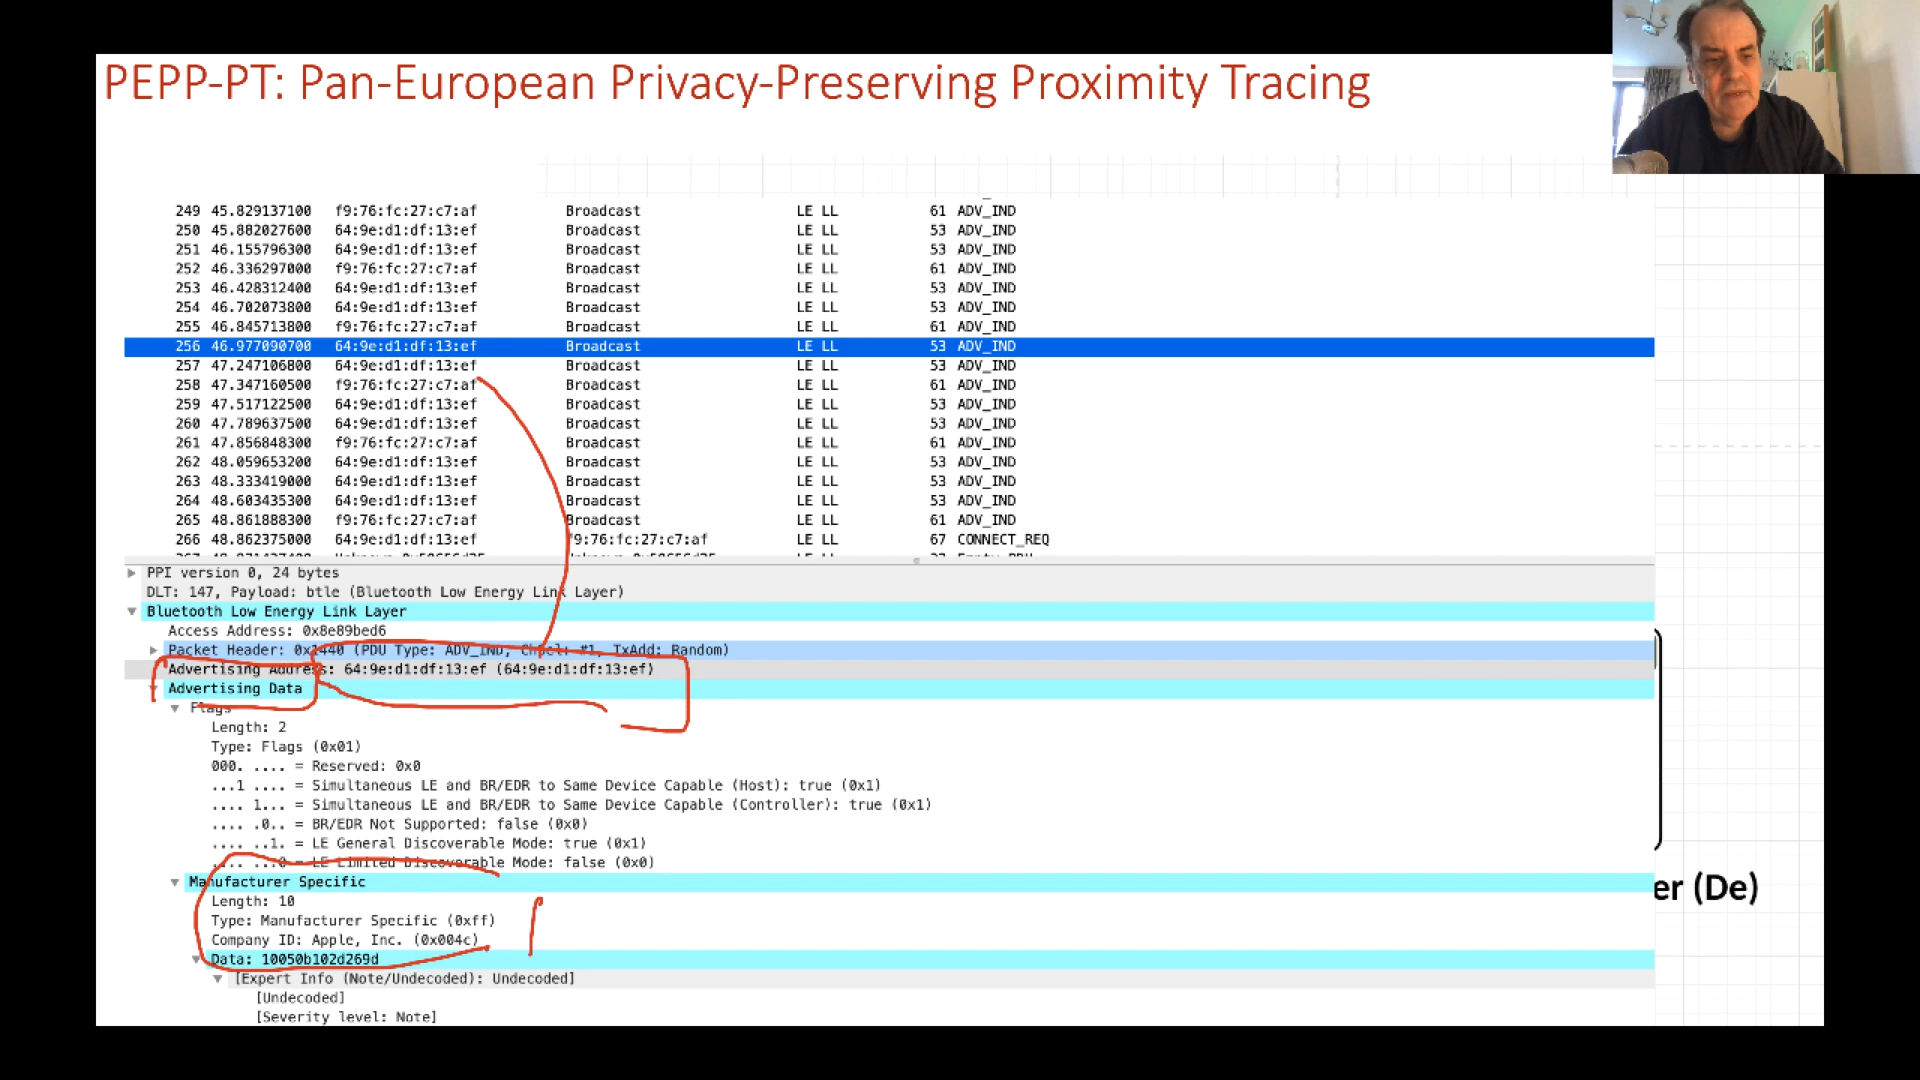 PEPP-PT: Pan-European Privacy-Preserving Proximity Tracing
249 45.829137100 f9:76:fc:27:c7:af Broadcast LE LL 61 ADV_IND
250 45.882027600 64:9e:d1:df:13:ef Broadcast LE LL 53 ADV_IND
251 46.155796300 64:9e:d1:df:13:ef Broadcast LE LL 53 ADV_IND
252 46.336297000 f9:76:fc:27:c7:af Broadcast LE LL 61 ADV_IND
253 46.428312400 64:9e:d1:df:13:ef Broadcast LE LL 53 ADV_IND
254 46.702073800 64:9e:d1:df:13:ef Broadcast LE LL 53 ADV_IND
255 46.845713800 f9:76:fc:27:c7:af Broadcast LE LL 61 ADV_IND
256 46.977090700 64:9e:d1:df:13:ef Broadcast LE LL 53 ADV_IND
257 47.247106800 64:9e:d1:df:13:ef Broadcast LE LL 53 ADV_IND
258 47.347160500 f9:76:fc:27:c7:af Broadcast LE LL 61 ADV_IND
259 47.517122500 64:9e:d1:df:13:ef Broadcast LE LL 53 ADV_IND
260 47.789637500 64:9e:d1:df:13:ef Broadcast LE LL 53 ADV_IND
261 47.856848300 f9:76:fc:27:c7:af Broadcast LE LL 61 ADV_IND
262 48.059653200 64:9e:d1:df:13:ef Broadcast LE LL 53 ADV_IND
263 48.333419000 64:9e:d1:df:13:ef Broadcast LE LL 53 ADV_IND
264 48.603435300 64:9e:d1:df:13:ef Broadcast LE LL 53 ADV_IND
265 48.861888300 f9:76:fc:27:c7:af Broadcast LE LL 61 ADV_IND
266 48.862375000 64:9e:d1:df:13:ef f9:76:fc:27:c7:af LE LL 67 CONNECT_REQ
PPI version 0, 24 bytes
DLT: 147, Payload: btle (Bluetooth Low Energy Link Layer)
Bluetooth Low Energy Link Layer
Access Address: 0x8e89bed6
Packet Header: 0x1440 (PDU Type: ADV_IND, ChSel: #1, TxAdd: Random)
Advertising Address: 64:9e:d1:df:13:ef (64:9e:d1:df:13:ef)
Advertising Data
Flags
Length: 2
Type: Flags (0x01)
000. .... = Reserved: 0x0
...1 .... = Simultaneous LE and BR/EDR to Same Device Capable (Host): true (0x1)
.... 1... = Simultaneous LE and BR/EDR to Same Device Capable (Controller): true (0x1)
.... .0.. = BR/EDR Not Supported: false (0x0)
.... ..1. = LE General Discoverable Mode: true (0x1)
.... ...0 = LE Limited Discoverable Mode: false (0x0)
Manufacturer Specific
er (De)
Length: 10
Type: Manufacturer Specific (0xff)
Company ID: Apple, Inc. (0x004c)
Data: 10050b102d269d
[Expert Info (Note/Undecoded): Undecoded]
[Undecoded]
[Severity level: Note]